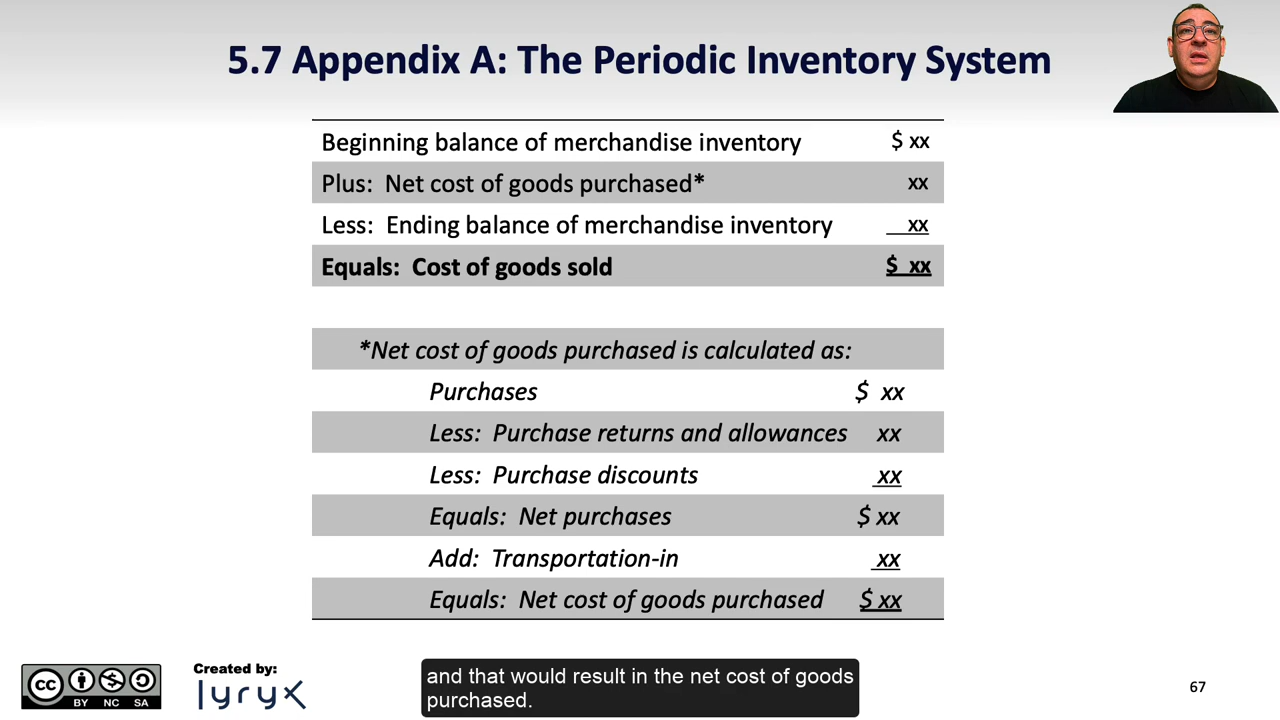 5.7 Appendix A: The Periodic Inventory System
Beginning balance of merchandise inventory $ xx
Plus: Net cost of goods purchased* xx
Less: Ending balance of merchandise inventory xx
Equals: Cost of goods sold $ xx
*Net cost of goods purchased is calculated as:
Purchases $ xx
Less: Purchase returns and allowances xx
Less: Purchase discounts xx
Equals: Net purchases $ xx
Add: Transportation-in xx
Equals: Net cost of goods purchased $ xx
cc BY NC SA
Created by:
lyryx
and that would result in the net cost of goods
purchased.
67